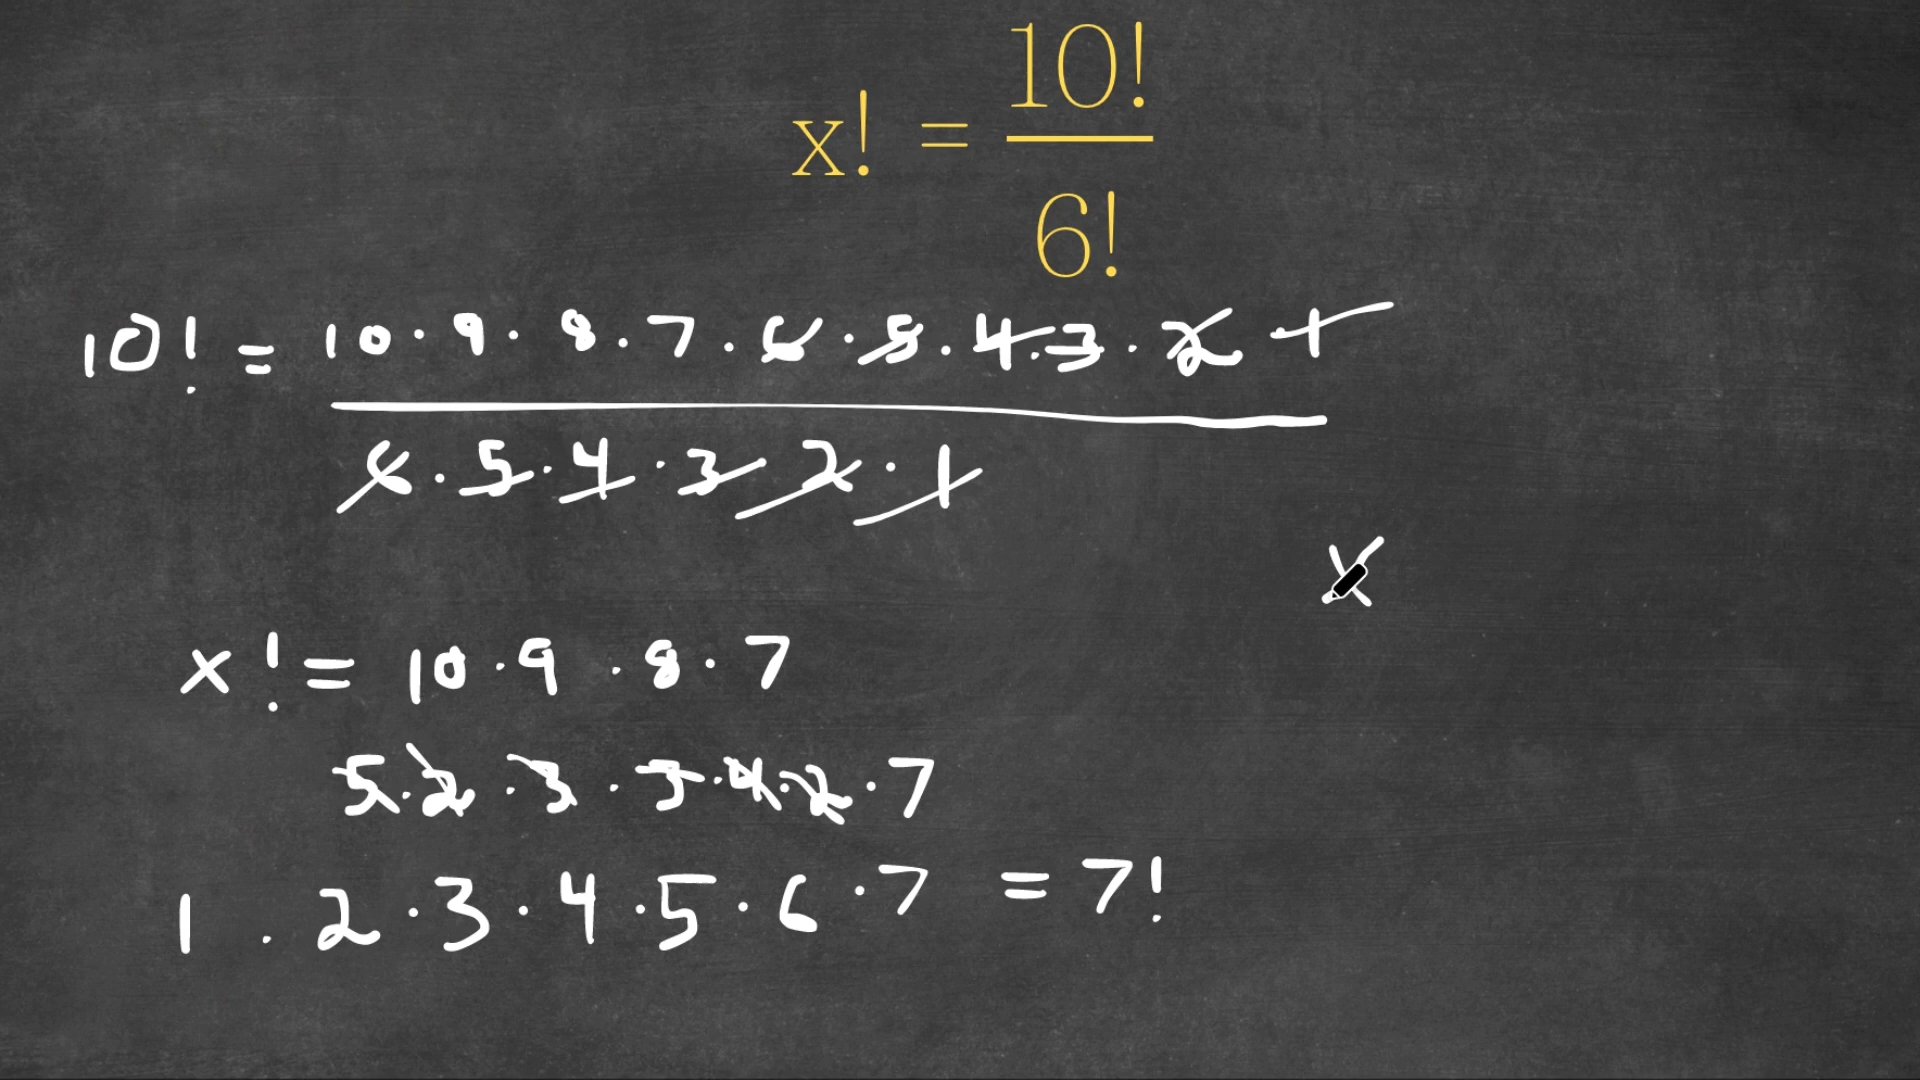 x! = 10!/6!
10! = 10 · 9 · 8 · 7 · 6 · 5 · 4 · 3 · 2 1
6 · 5 · 4 · 3 2 · 1
x
x! = 10 · 9 · 8 · 7
5 · 2 · 3 · 3 · 4 · 2 · 7
1 · 2 · 3 · 4 · 5 · 6 · 7 = 7!